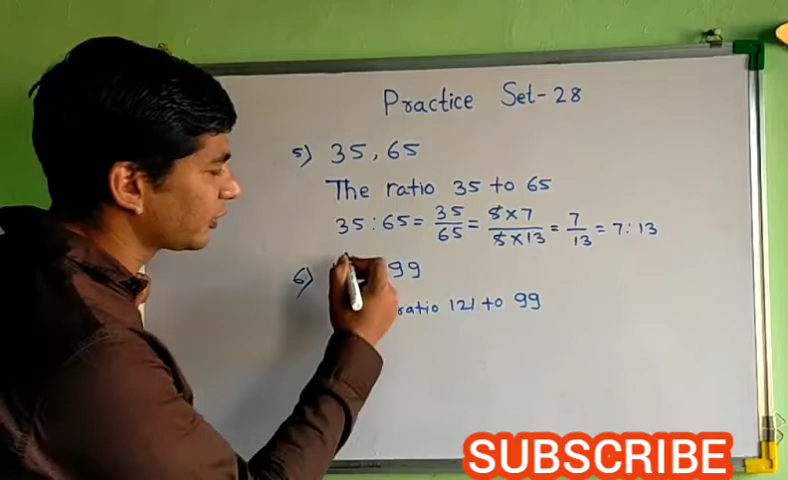 Practice Set-28
5) 35, 65
The ratio 35 to 65
35:65 = 35/65 = 5×7/5×13 = 7/13 = 7:13
6) 99
ratio 121 to 99
SUBSCRIBE